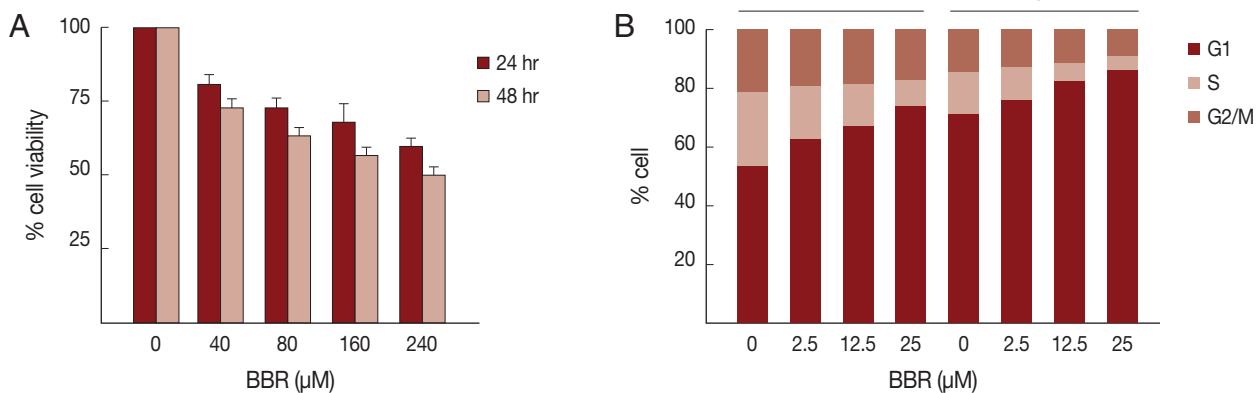 A
100
75
50
25
% cell viability
0 40 80 160 240
BBR (µM)
24 hr
48 hr
B
100
80
60
40
20
% cell
0 2.5 12.5 25 0 2.5 12.5 25
BBR (µM)
G1
S
G2/M